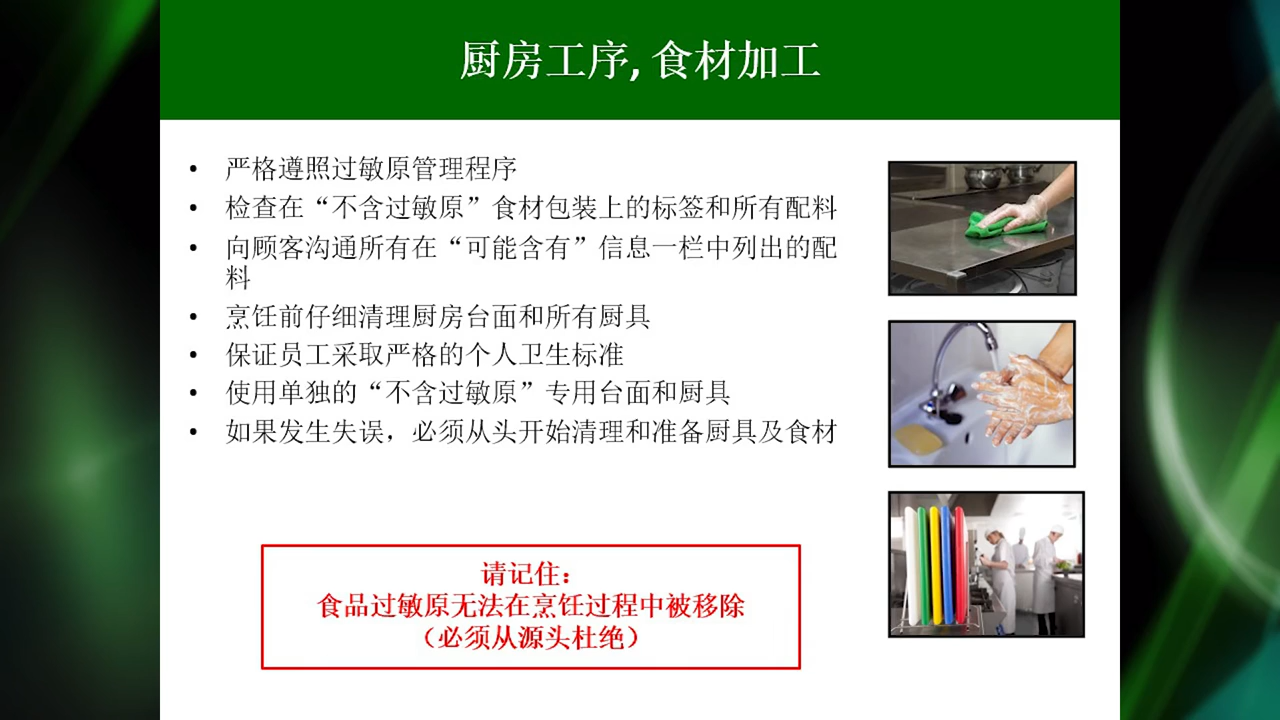 厨房工序, 食材加工
• 严格遵照过敏原管理程序
• 检查在“不含过敏原”食材包装上的标签和所有配料
• 向顾客沟通所有在“可能含有”信息一栏中列出的配
料
• 烹饪前仔细清理厨房台面和所有厨具
• 保证员工采取严格的个人卫生标准
• 使用单独的“不含过敏原”专用台面和厨具
• 如果发生失误，必须从头开始清理和准备厨具及食材
请记住：
食品过敏原无法在烹饪过程中被移除
（必须从源头杜绝）